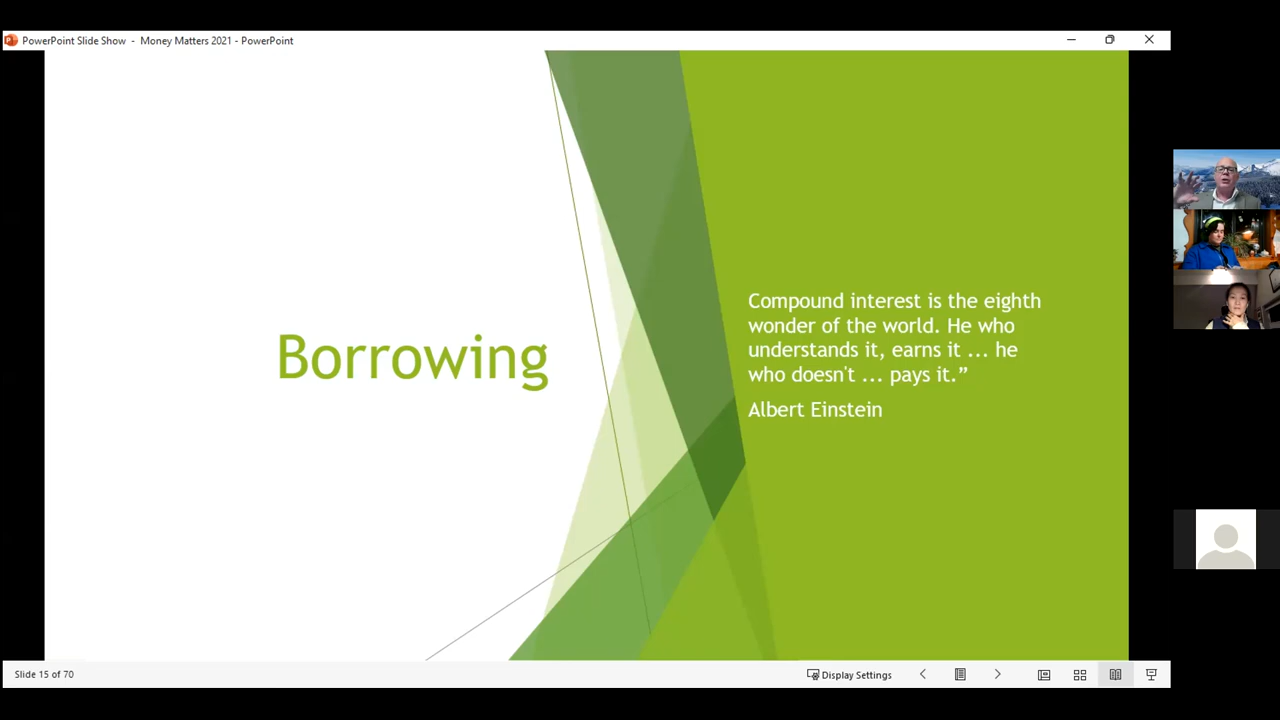 PowerPoint Slide Show - Money Matters 2021 - PowerPoint
Borrowing
Compound interest is the eighth
wonder of the world. He who
understands it, earns it ... he
who doesn't ... pays it.”
Albert Einstein
Slide 15 of 70
Display Settings